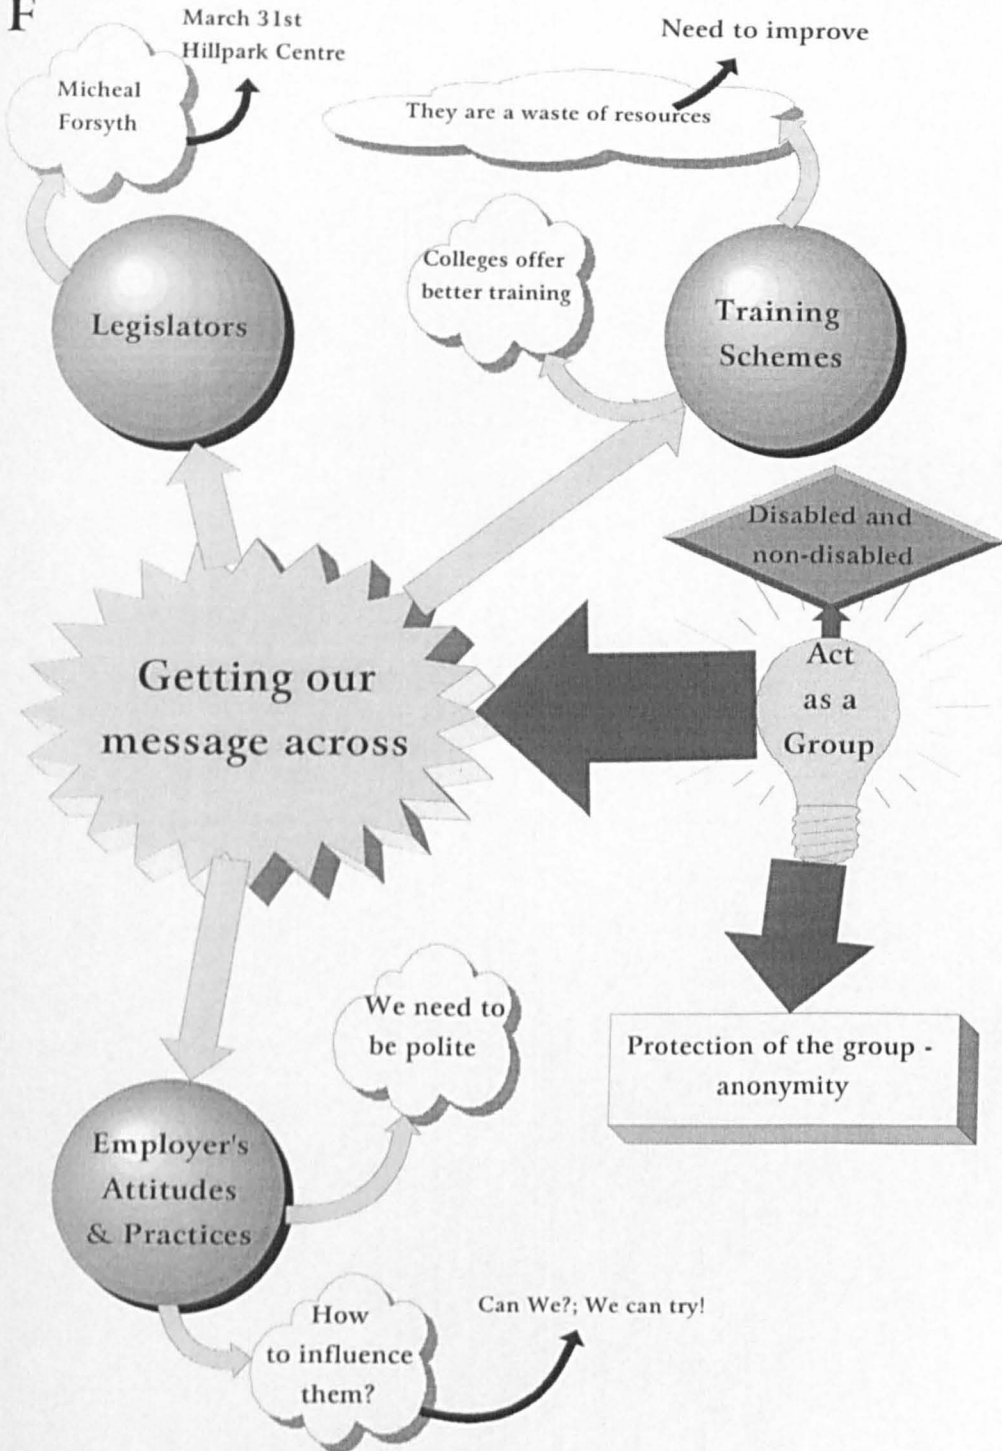 F
March 31st
Hillpark Centre
Micheal
Forsyth
Need to improve
They are a waste of resources
Colleges offer
better training
Legislators
Training
Schemes
Disabled and
non-disabled
Getting our
message across
Act
as a
Group
We need to
be polite
Protection of the group -
anonymity
Employer's
Attitudes
& Practices
How
to influence
them?
Can We?; We can try!